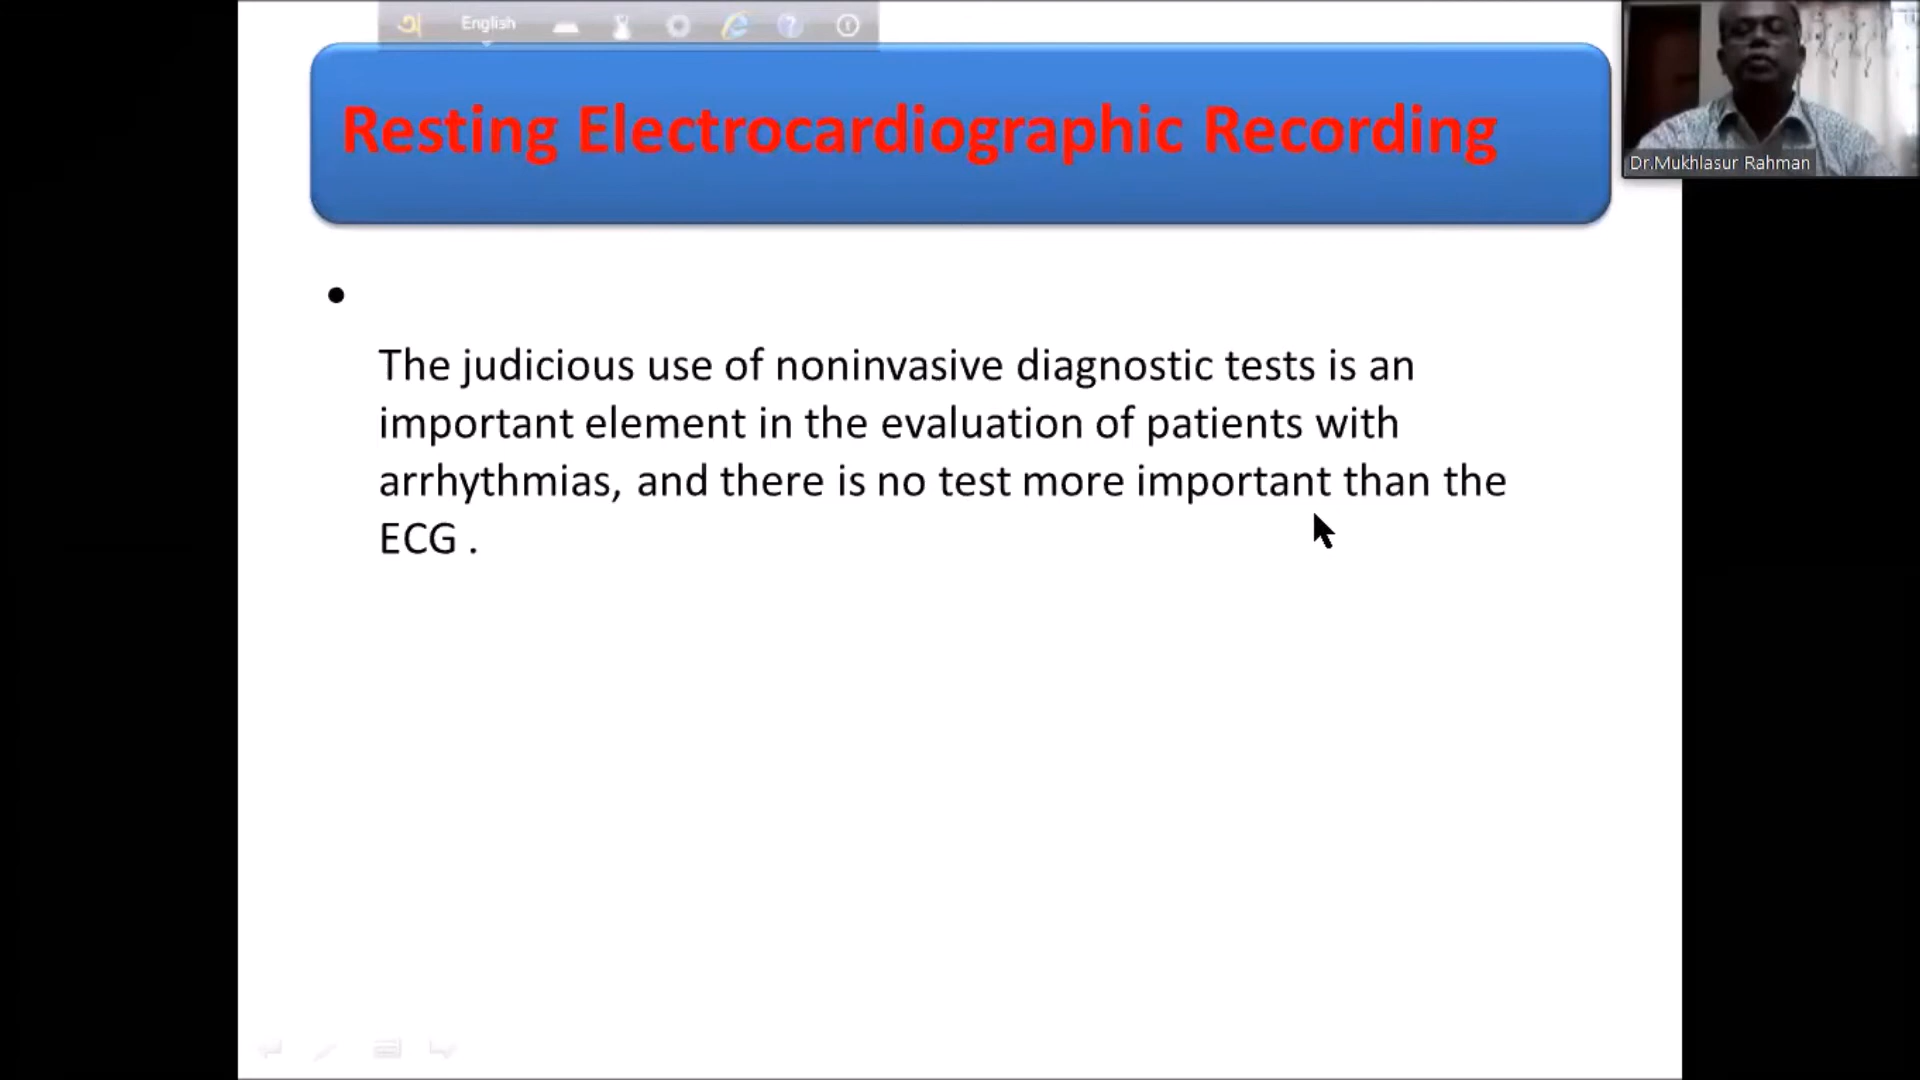 অ English
Resting Electrocardiographic Recording
Dr.Mukhlasur Rahman
•
The judicious use of noninvasive diagnostic tests is an
important element in the evaluation of patients with
arrhythmias, and there is no test more important than the
ECG .